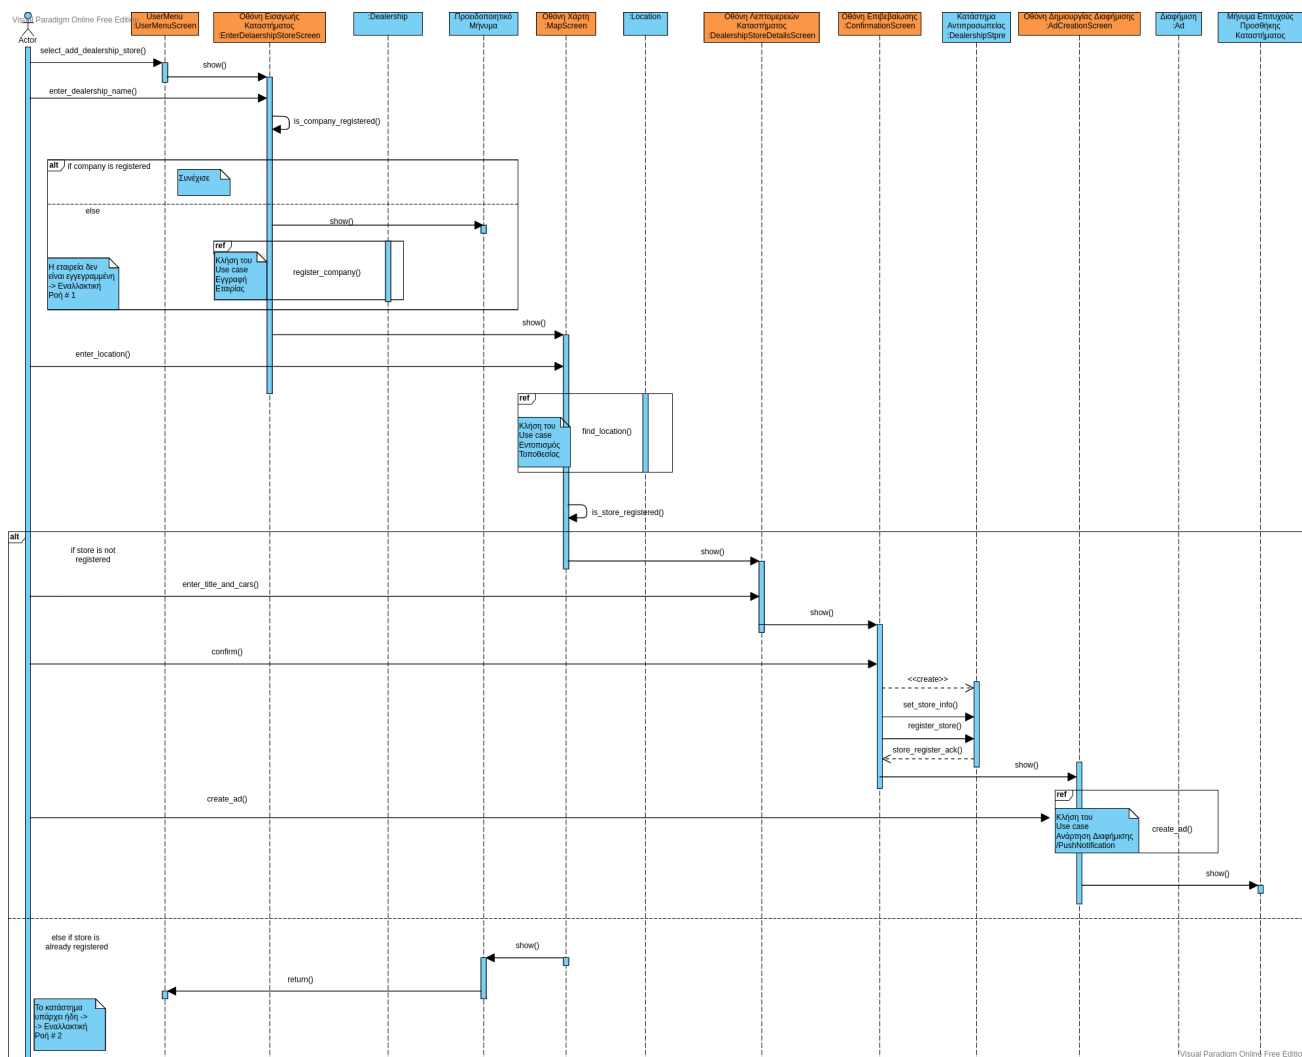 Visual Paradigm Online Free Edition
Actor
UserMenu
:UserMenuScreen
Οθόνη Εισαγωγής
Καταστήματος
:EnterDelaershipStoreScreen
:Dealership
Προειδοποιητικό
Μήνυμα
Οθόνη Χάρτη
:MapScreen
:Location
Οθόνη Λεπτομερειών
Καταστήματος
:DealershipStoreDetailsScreen
Οθόνη Επιβεβαίωσης
:ConfirmationScreen
Κατάστημα
Αντιπροσωπείας
:DealershipStpre
Οθόνη Δημιουργίας Διαφήμισης
:AdCreationScreen
Διαφήμιση
:Ad
Μήνυμα Επιτυχούς
Προσθήκης
Καταστήματος
select_add_dealership_store()
show()
enter_dealership_name()
is_company_registered()
alt
if company is registered
Συνέχισε
else
show()
ref
Κλήση του
Use case
Εγγραφή
Εταιρίας
register_company()
Η εταιρεία δεν
είναι εγγεγραμμένη
-> Εναλλακτική
Ροή # 1
show()
enter_location()
ref
Κλήση του
Use case
Εντοπισμός
Τοποθεσίας
find_location()
is_store_registered()
alt
if store is not
registered
show()
enter_title_and_cars()
show()
confirm()
<<create>>
set_store_info()
register_store()
store_register_ack()
show()
create_ad()
ref
Κλήση του
Use case
Ανάρτηση Διαφήμισης
/PushNotification
create_ad()
show()
else if store is
already registered
show()
return()
Το κατάστημα
υπάρχει ήδη ->
-> Εναλλακτική
Ροή # 2
Visual Paradigm Online Free Editio